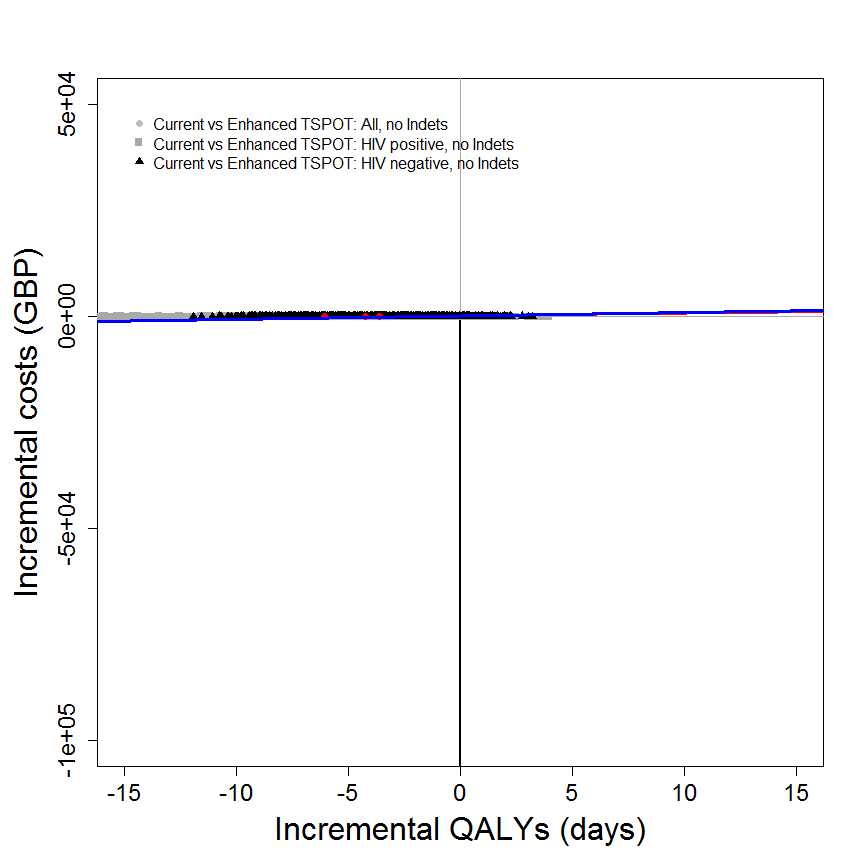 Current vs Enhanced TSPOT: All, no Indets
Current vs Enhanced TSPOT: HIV positive, no Indets
Current vs Enhanced TSPOT: HIV negative, no Indets
Incremental costs (GBP)
5e+04
0e+00
-5e+04
-1e+05
-15 -10 -5 0 5 10 15
Incremental QALYs (days)